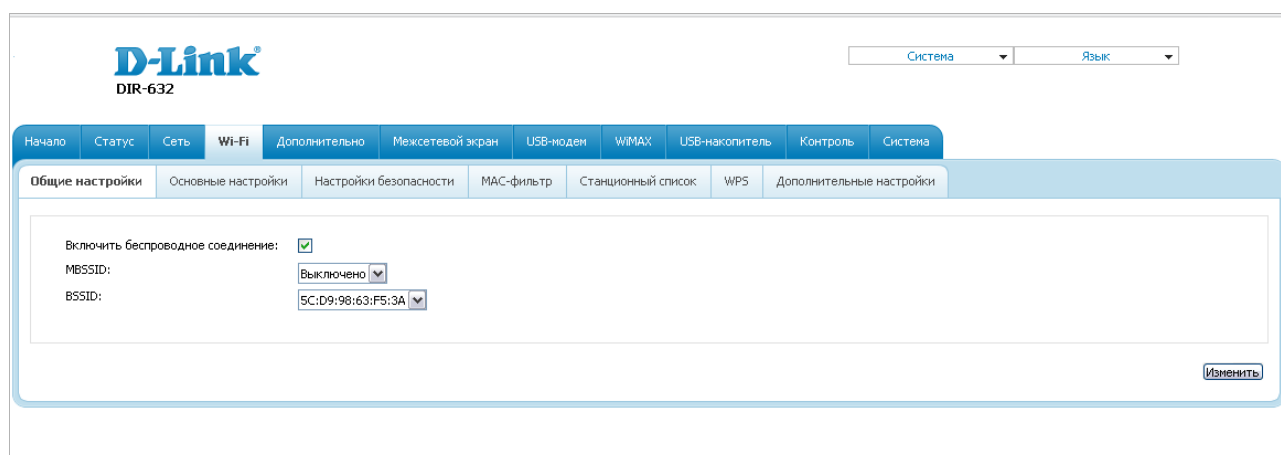 D-Link®
DIR-632
Система Язык
Начало Статус Сеть Wi-Fi Дополнительно Межсетевой экран USB-модем WiMAX USB-накопитель Контроль Система
Общие настройки Основные настройки Настройки безопасности MAC-фильтр Станционный список WPS Дополнительные настройки
Включить беспроводное соединение:
MBSSID: Выключено
BSSID: 5C:D9:98:63:F5:3A
Изменить